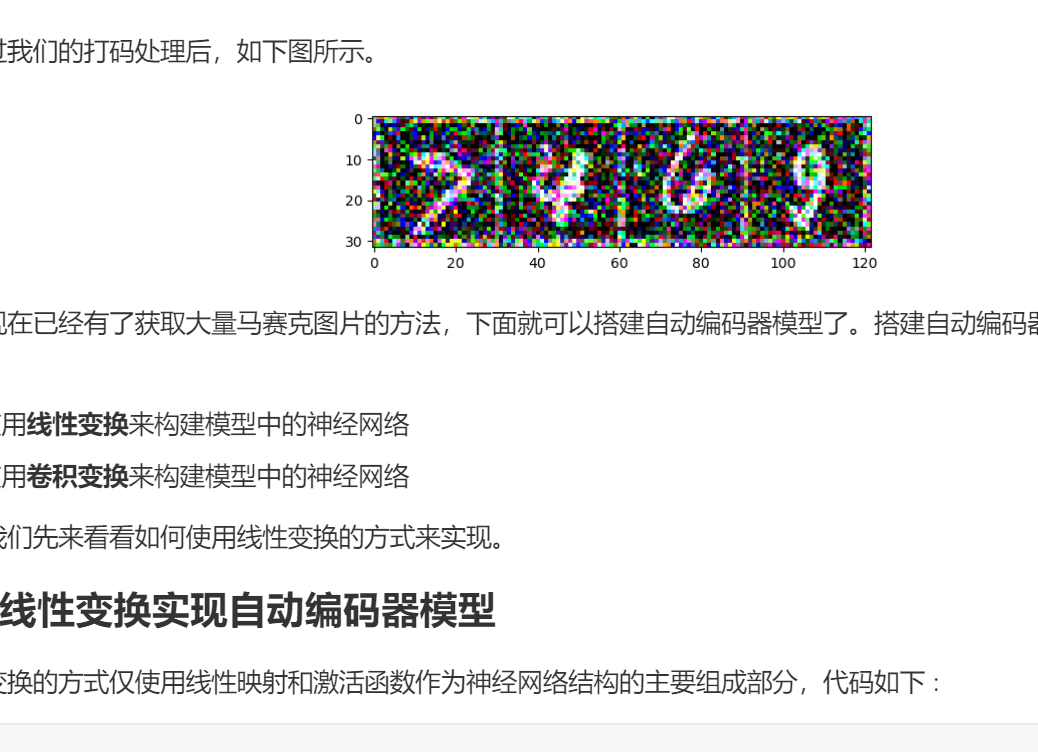 过我们的打码处理后，如下图所示。
0
10
20
30
7 4 6 9
0 20 40 60 80 100 120
现在已经有了获取大量马赛克图片的方法，下面就可以搭建自动编码器模型了。搭建自动编码器
使用线性变换来构建模型中的神经网络
使用卷积变换来构建模型中的神经网络
我们先来看看如何使用线性变换的方式来实现。
线性变换实现自动编码器模型
变换的方式仅使用线性映射和激活函数作为神经网络结构的主要组成部分，代码如下：